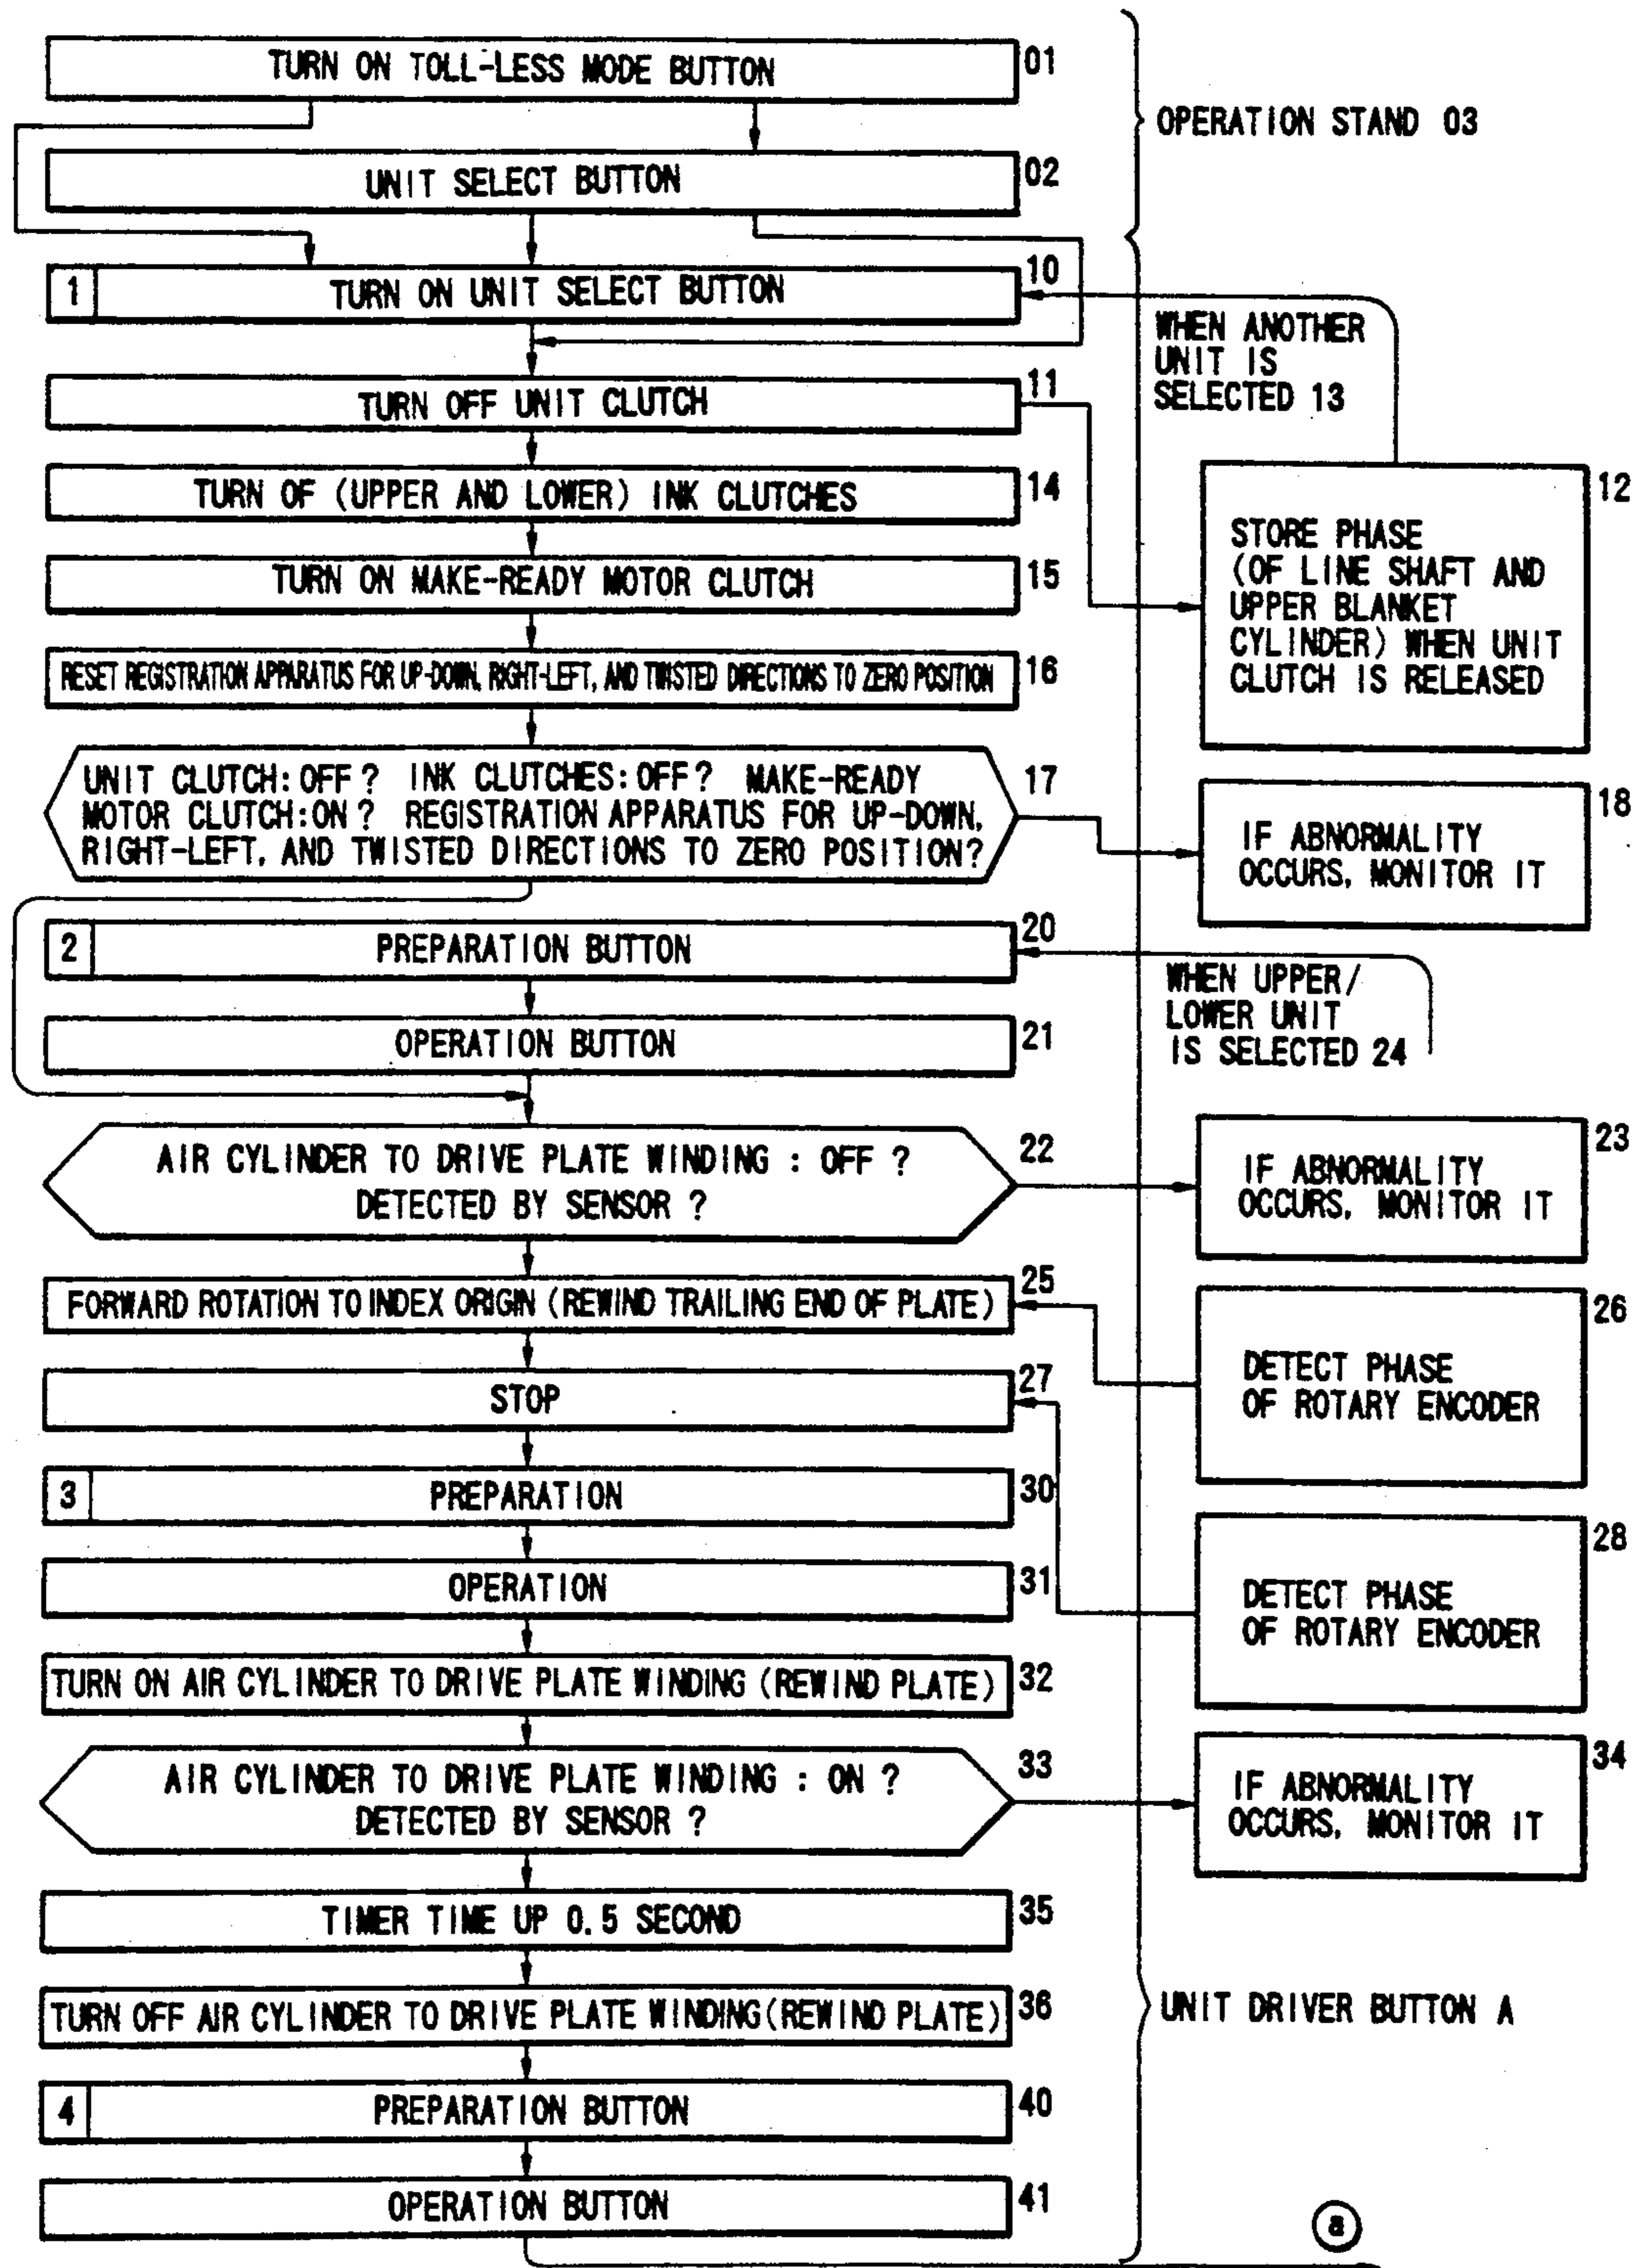 TURN ON TOLL-LESS MODE BUTTON 01
OPERATION STAND 03
UNIT SELECT BUTTON 02
1 TURN ON UNIT SELECT BUTTON 10
WHEN ANOTHER
UNIT IS
SELECTED 13
TURN OFF UNIT CLUTCH 11
TURN OF (UPPER AND LOWER) INK CLUTCHES 14
12
STORE PHASE
(OF LINE SHAFT AND
UPPER BLANKET
CYLINDER) WHEN UNIT
CLUTCH IS RELEASED
TURN ON MAKE-READY MOTOR CLUTCH 15
RESET REGISTRATION APPARATUS FOR UP-DOWN, RIGHT-LEFT, AND TWISTED DIRECTIONS TO ZERO POSITION 16
UNIT CLUTCH:OFF? INK CLUTCHES:OFF? MAKE-READY
MOTOR CLUTCH:ON? REGISTRATION APPARATUS FOR UP-DOWN,
RIGHT-LEFT, AND TWISTED DIRECTIONS TO ZERO POSITION?
17
18
IF ABNORMALITY
OCCURS, MONITOR IT
2 PREPARATION BUTTON 20
WHEN UPPER/
LOWER UNIT
IS SELECTED 24
OPERATION BUTTON 21
AIR CYLINDER TO DRIVE PLATE WINDING : OFF ?
DETECTED BY SENSOR ?
22
23
IF ABNORMALITY
OCCURS, MONITOR IT
FORWARD ROTATION TO INDEX ORIGIN (REWIND TRAILING END OF PLATE) 25
26
DETECT PHASE
OF ROTARY ENCODER
STOP 27
3 PREPARATION 30
28
DETECT PHASE
OF ROTARY ENCODER
OPERATION 31
TURN ON AIR CYLINDER TO DRIVE PLATE WINDING (REWIND PLATE) 32
AIR CYLINDER TO DRIVE PLATE WINDING : ON ?
DETECTED BY SENSOR ?
33
34
IF ABNORMALITY
OCCURS, MONITOR IT
TIMER TIME UP 0.5 SECOND 35
TURN OFF AIR CYLINDER TO DRIVE PLATE WINDING(REWIND PLATE) 36
UNIT DRIVER BUTTON A
4 PREPARATION BUTTON 40
OPERATION BUTTON 41
a